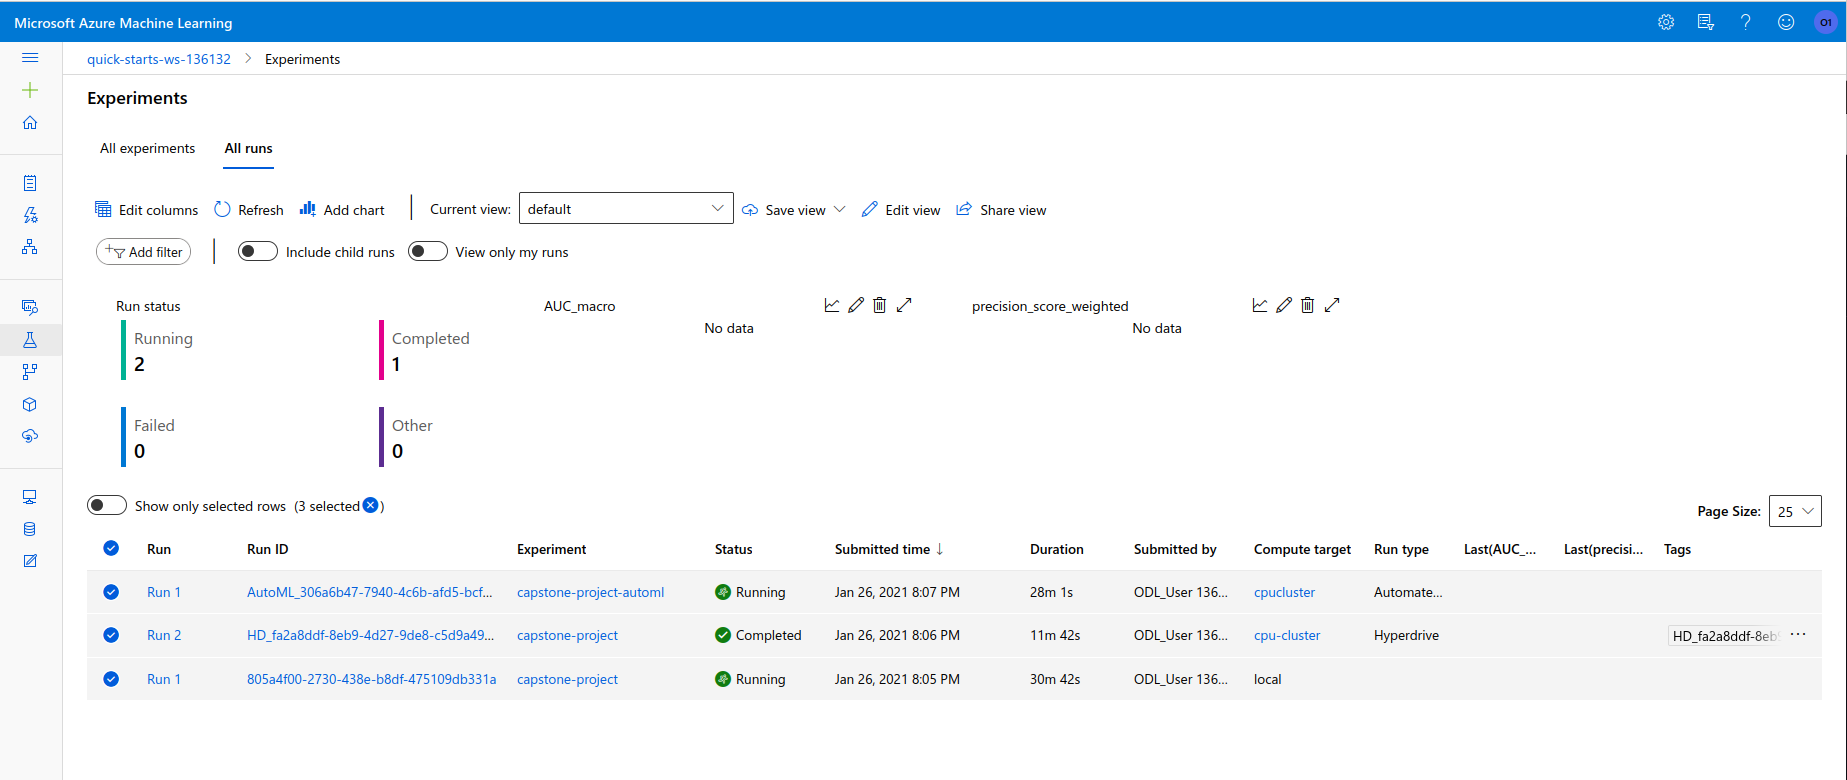 Microsoft Azure Machine Learning
O1
quick-starts-ws-136132 > Experiments
Experiments
All experiments All runs
Edit columns Refresh Add chart Current view: default Save view Edit view Share view
Add filter Include child runs View only my runs
Run status AUC_macro precision_score_weighted
No data No data
Running Completed
2 1
Failed Other
0 0
Show only selected rows (3 selected )
Page Size: 25
Run Run ID Experiment Status Submitted time ↓ Duration Submitted by Compute target Run type Last(AUC_... Last(precisi... Tags
Run 1 AutoML_306a6b47-7940-4c6b-afd5-bcf... capstone-project-automl Running Jan 26, 2021 8:07 PM 28m 1s ODL_User 136... cpucluster Automate...
Run 2 HD_fa2a8ddf-8eb9-4d27-9de8-c5d9a49... capstone-project Completed Jan 26, 2021 8:06 PM 11m 42s ODL_User 136... cpu-cluster Hyperdrive HD_fa2a8ddf-8eb9 ...
Run 1 805a4f00-2730-438e-b8df-475109db331a capstone-project Running Jan 26, 2021 8:05 PM 30m 42s ODL_User 136... local